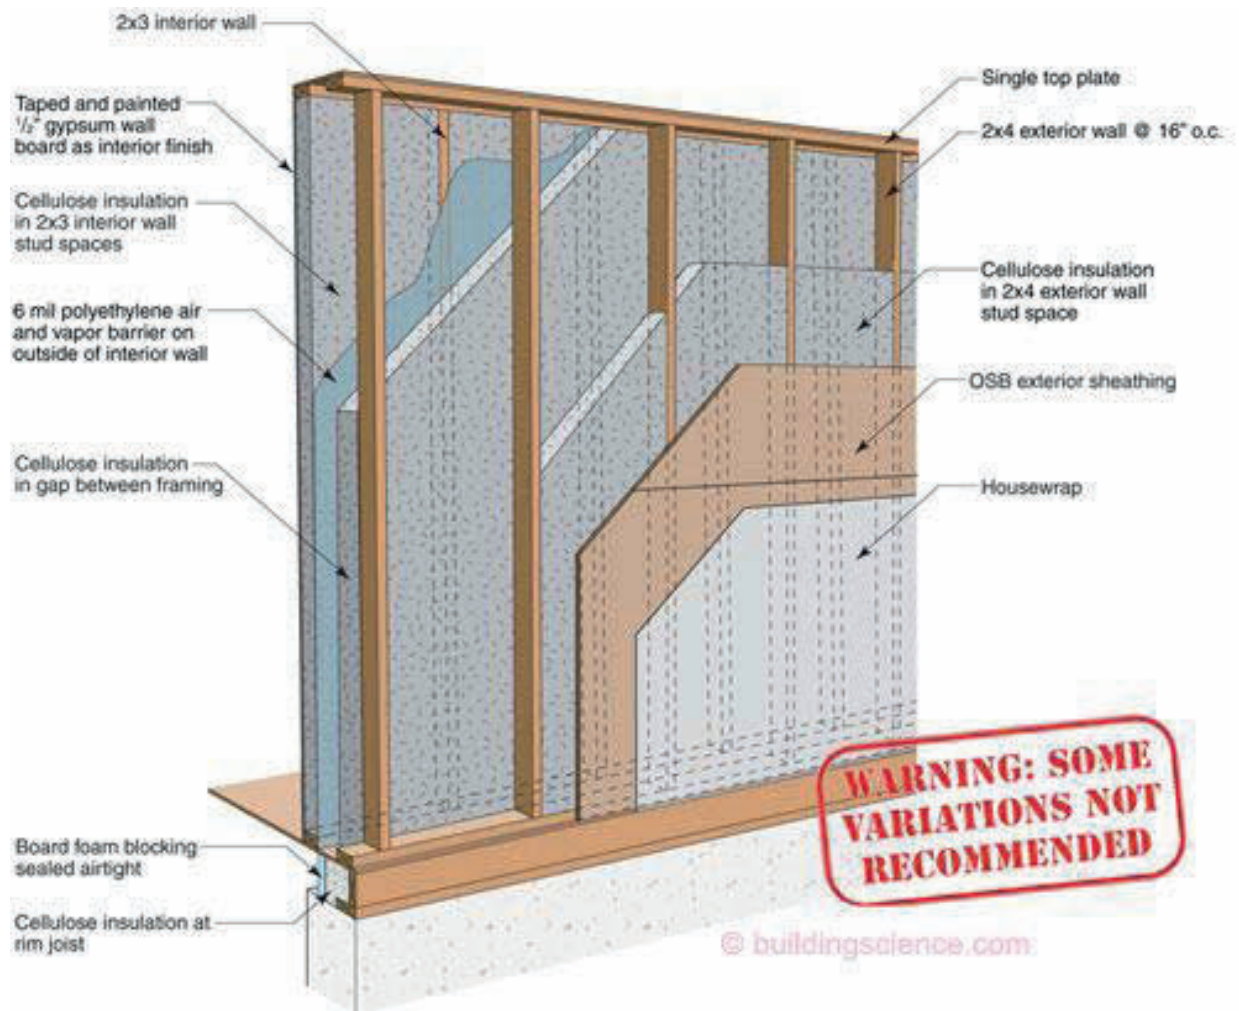 2x3 interior wall
Taped and painted
1/2" gypsum wall
board as interior finish
Cellulose insulation
in 2x3 interior wall
stud spaces
6 mil polyethylene air
and vapor barrier on
outside of interior wall
Cellulose insulation
in gap between framing
Board foam blocking
sealed airtight
Cellulose insulation at
rim joist
Single top plate
2x4 exterior wall @ 16" o.c.
Cellulose insulation
in 2x4 exterior wall
stud space
OSB exterior sheathing
Housewrap
WARNING: SOME
VARIATIONS NOT
RECOMMENDED
© buildingscience.com